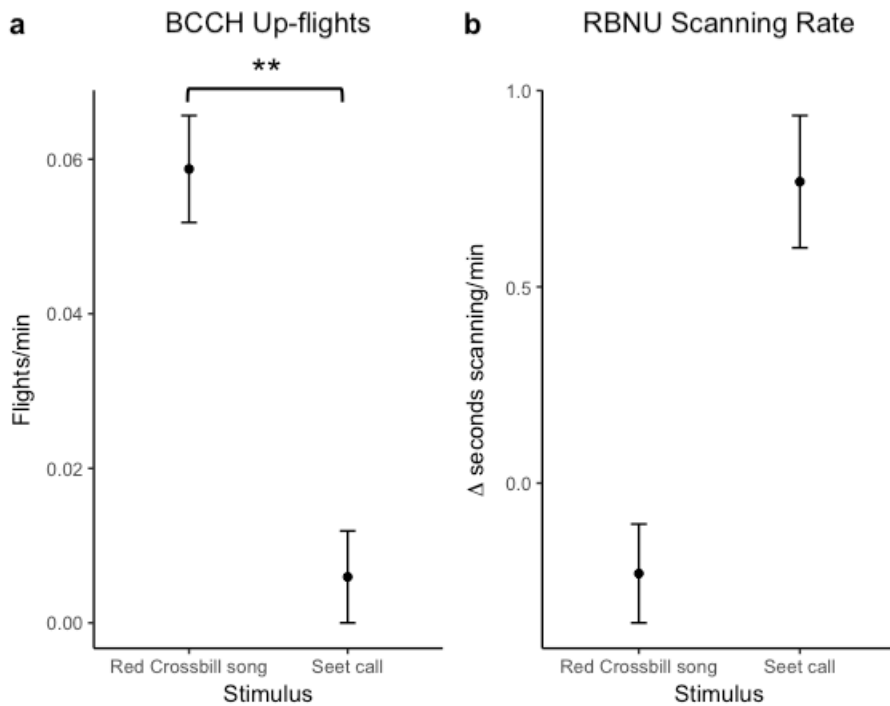 a
BCCH Up-flights
**
Flights/min
0.06
0.04
0.02
0.00
Red Crossbill song
Seet call
Stimulus
b
RBNU Scanning Rate
Δ seconds scanning/min
1.0
0.5
0.0
Red Crossbill song
Seet call
Stimulus